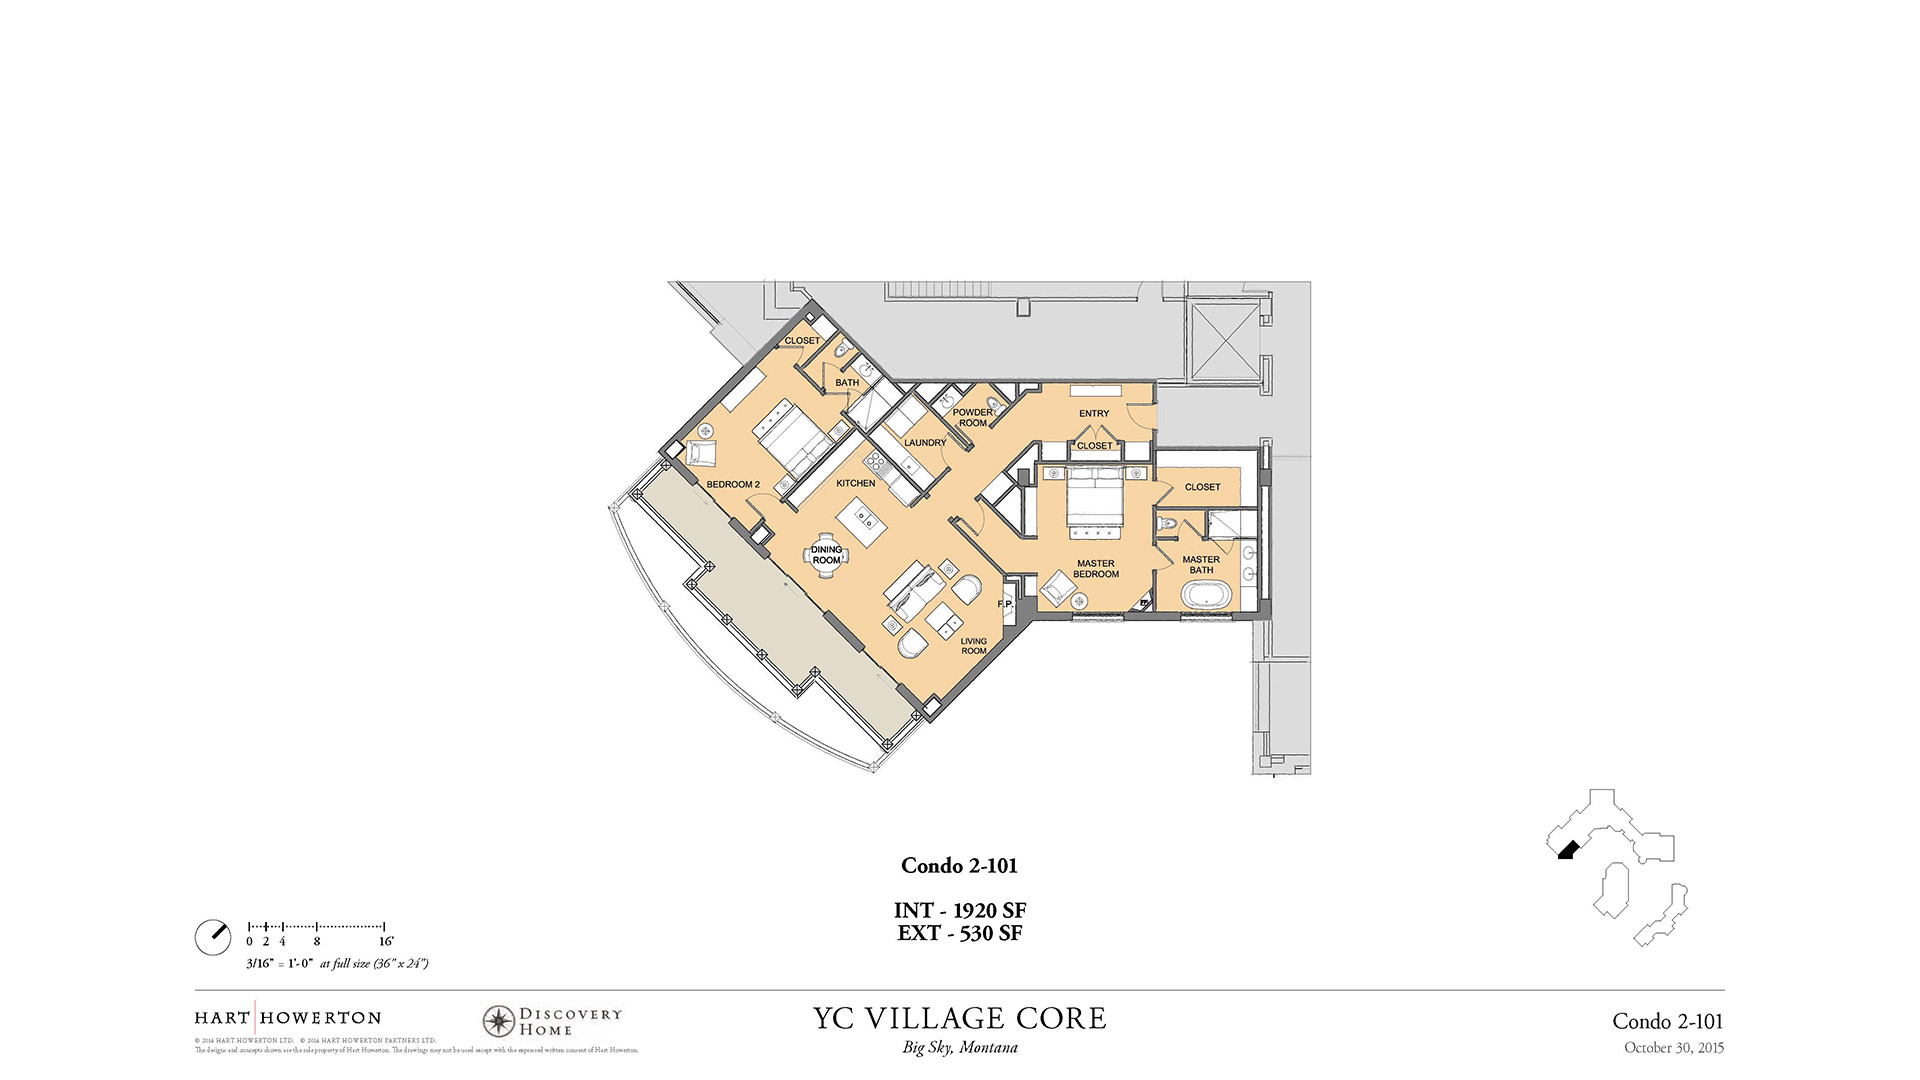 CLOSET
BATH
POWDER
ROOM
ENTRY
LAUNDRY
CLOSET
KITCHEN
BEDROOM 2
CLOSET
DINING
ROOM
MASTER
BEDROOM
MASTER
BATH
F.P.
LIVING
ROOM
Condo 2-101
INT - 1920 SF
EXT - 530 SF
0 2 4 8 16'
3/16" = 1'-0" at full size (36" x 24")
HART HOWERTON
© 2014 HART HOWERTON LTD. © 2014 HART HOWERTON PARTNERS LTD.
The designs and concepts shown are the sole property of Hart Howerton. The drawings may not be used except with the expressed written consent of Hart Howerton.
DISCOVERY
HOME
YC VILLAGE CORE
Big Sky, Montana
Condo 2-101
October 30, 2015